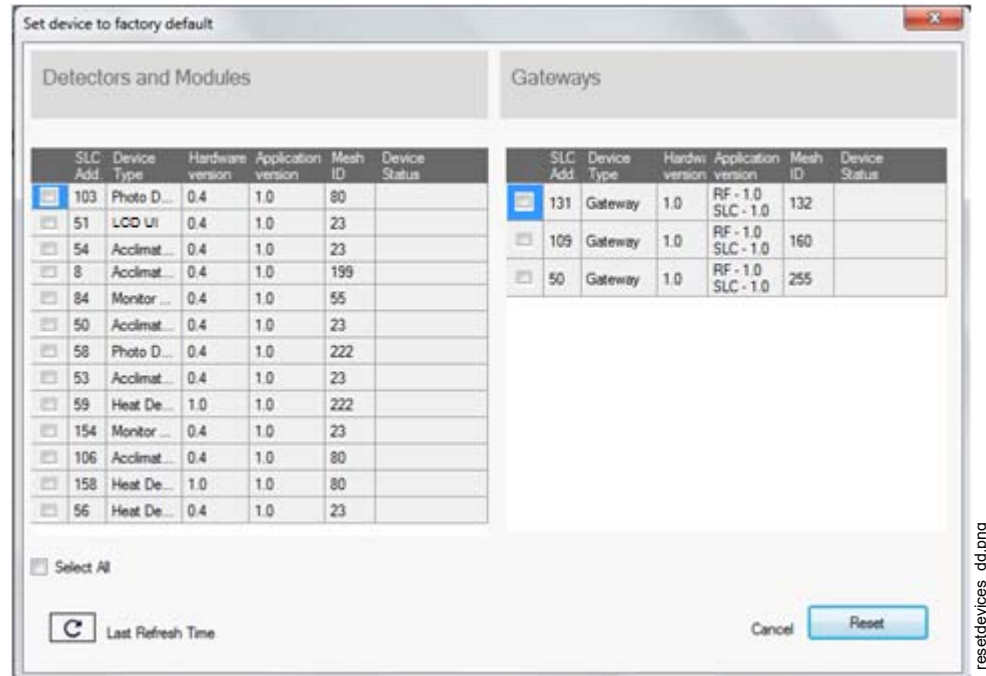 Set device to factory default
Detectors and Modules
Gateways
SLC Add. Device Type Hardware version Application version Mesh ID Device Status
103 Photo D... 0.4 1.0 80
51 LCD UI 0.4 1.0 23
54 Acclimat... 0.4 1.0 23
8 Acclimat... 0.4 1.0 199
84 Monitor ... 0.4 1.0 55
50 Acclimat... 0.4 1.0 23
58 Photo D... 0.4 1.0 222
53 Acclimat... 0.4 1.0 23
59 Heat De... 1.0 1.0 222
154 Monitor ... 0.4 1.0 23
106 Acclimat... 0.4 1.0 80
158 Heat De... 1.0 1.0 80
56 Heat De... 0.4 1.0 23
SLC Add. Device Type Hardwa version Application version Mesh ID Device Status
131 Gateway 1.0 RF - 1.0 SLC - 1.0 132
109 Gateway 1.0 RF - 1.0 SLC - 1.0 160
50 Gateway 1.0 RF - 1.0 SLC - 1.0 255
Select All
Last Refresh Time
Cancel
Reset
resetdevices_dd.png